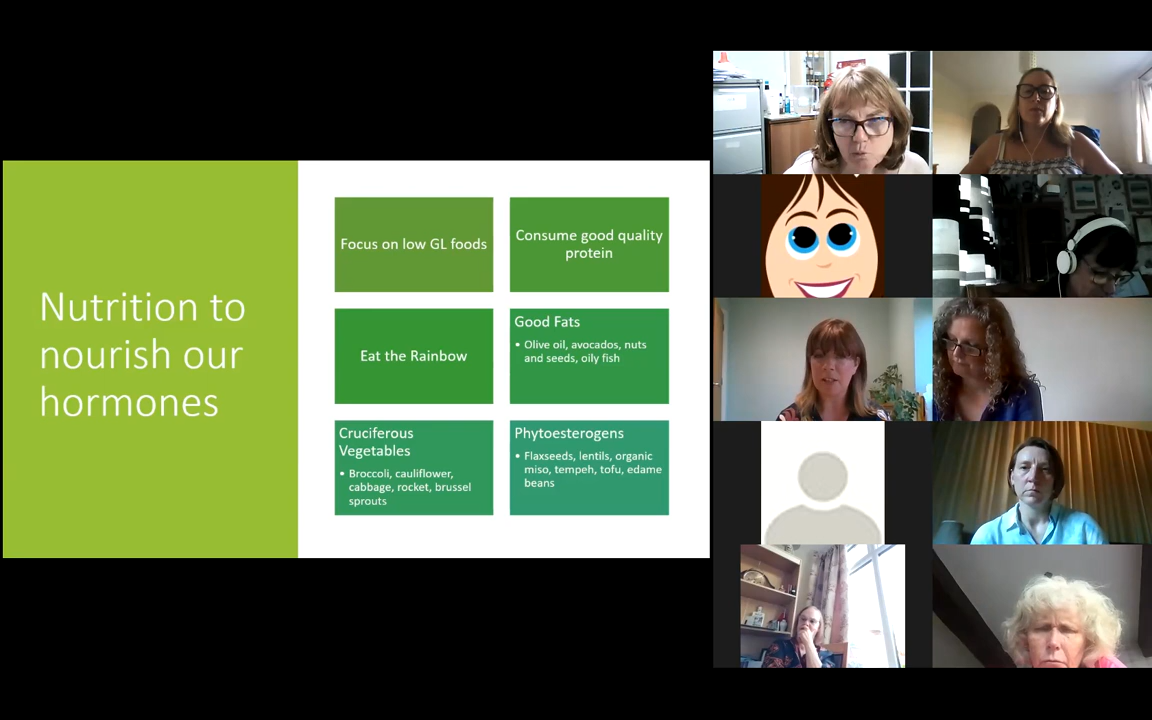 Nutrition to
nourish our
hormones
Focus on low GL foods
Consume good quality
protein
Eat the Rainbow
Good Fats
• Olive oil, avocados, nuts
and seeds, oily fish
Cruciferous
Vegetables
• Broccoli, cauliflower,
cabbage, rocket, brussel
sprouts
Phytoesterogens
• Flaxseeds, lentils, organic
miso, tempeh, tofu, edame
beans